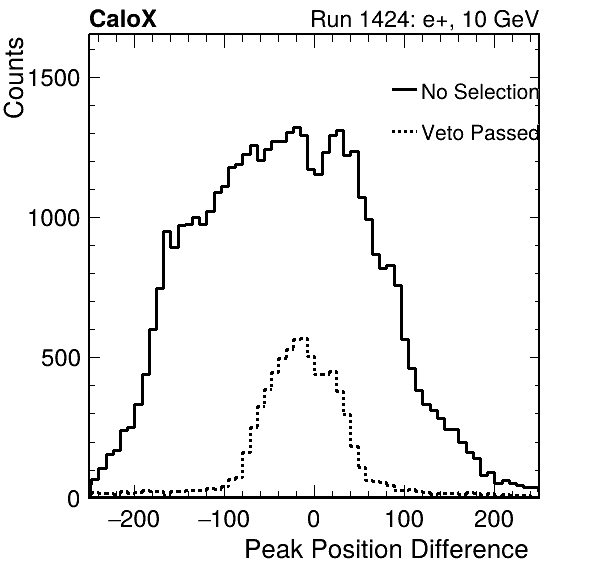 CaloX Run 1424: e+, 10 GeV
Counts
1500
1000
500
0
No Selection
Veto Passed
−200 −100 0 100 200
Peak Position Difference